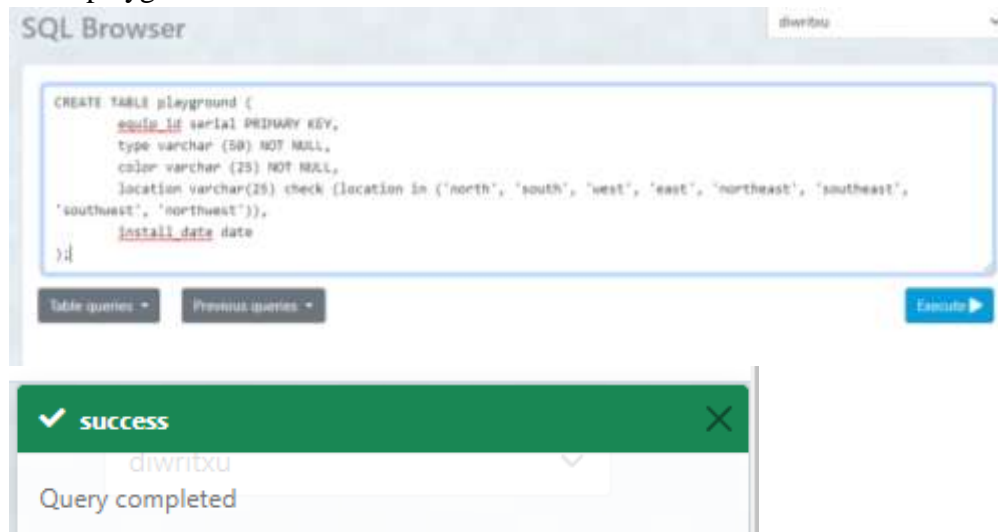 SQL Browser
diwritxu
CREATE TABLE playground (
equip_id serial PRIMARY KEY,
type varchar (50) NOT NULL,
color varchar (25) NOT NULL,
location varchar(25) check (location in ('north', 'south', 'west', 'east', 'northeast', 'southeast',
'southwest', 'northwest')),
install_date date
);
Table queries
Previous queries
Execute
success
diwritxu
Query completed